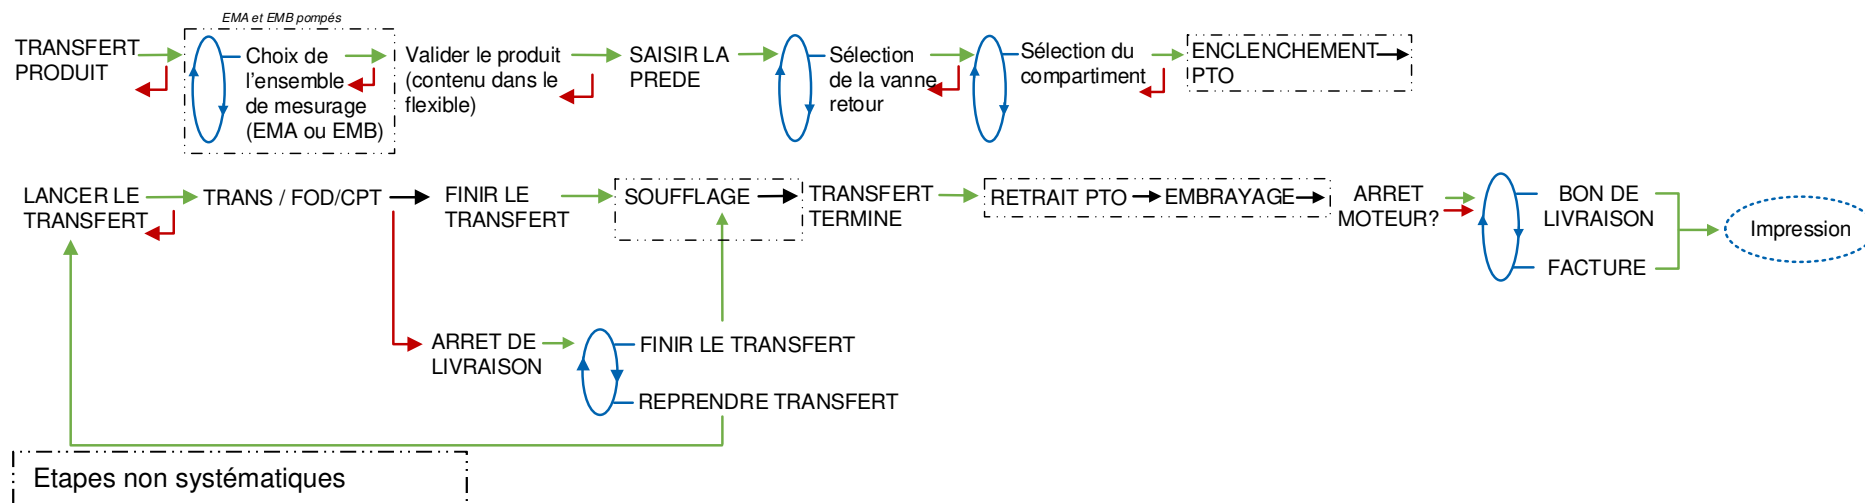 EMA et EMB pompés
TRANSFERT
PRODUIT
Choix de
l'ensemble
de mesurage
(EMA ou EMB)
Valider le produit
(contenu dans le
flexible)
SAISIR LA
PREDE
Sélection
de la vanne
retour
Sélection du
compartiment
ENCLENCHEMENT
PTO
LANCER LE
TRANSFERT
TRANS / FOD/CPT
FINIR LE
TRANSFERT
SOUFFLAGE
TRANSFERT
TERMINE
RETRAIT PTO
EMBRAYAGE
ARRET
MOTEUR?
BON DE
LIVRAISON
FACTURE
Impression
ARRET DE
LIVRAISON
FINIR LE TRANSFERT
REPRENDRE TRANSFERT
Etapes non systématiques